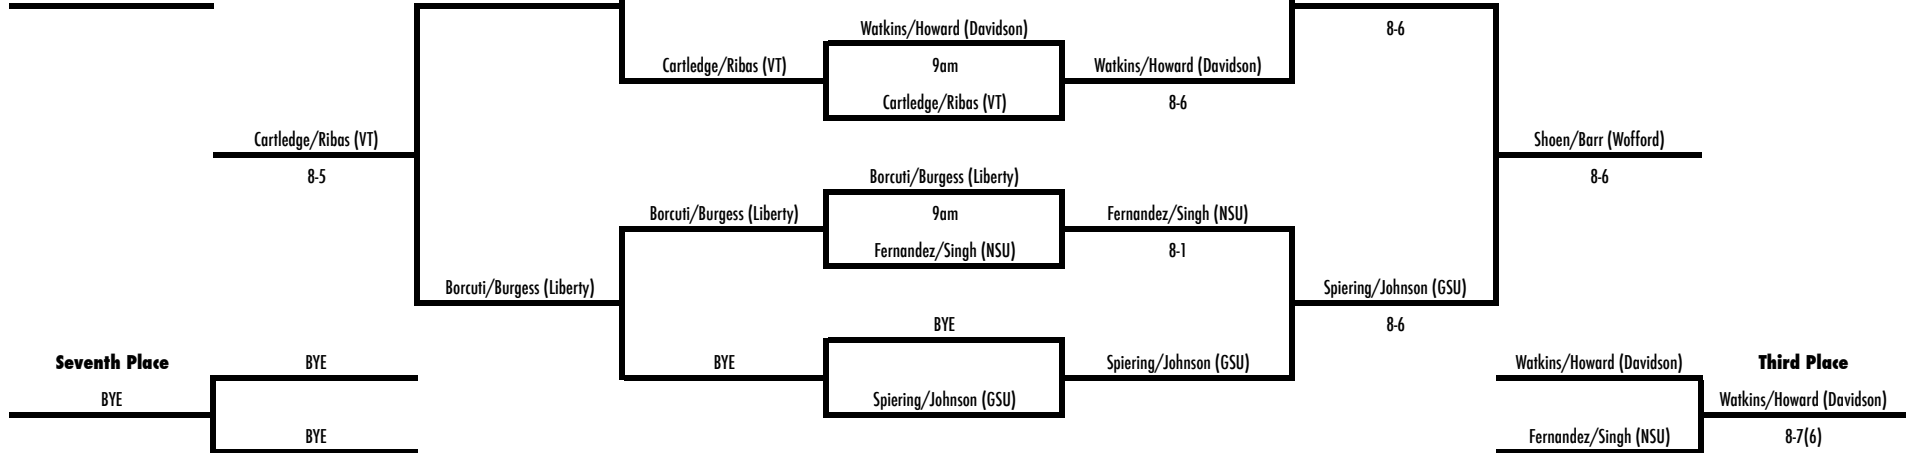 Watkins/Howard (Davidson)
8-6
Cartledge/Ribas (VT)
9am
Watkins/Howard (Davidson)
Cartledge/Ribas (VT)
8-6
Cartledge/Ribas (VT)
Shoen/Barr (Wofford)
8-5
Borcuti/Burgess (Liberty)
8-6
Borcuti/Burgess (Liberty)
9am
Fernandez/Singh (NSU)
Fernandez/Singh (NSU)
8-1
Borcuti/Burgess (Liberty)
Spiering/Johnson (GSU)
BYE
8-6
Seventh Place
BYE
BYE
Spiering/Johnson (GSU)
Watkins/Howard (Davidson)
Third Place
BYE
Spiering/Johnson (GSU)
Watkins/Howard (Davidson)
BYE
Fernandez/Singh (NSU)
8-7(6)